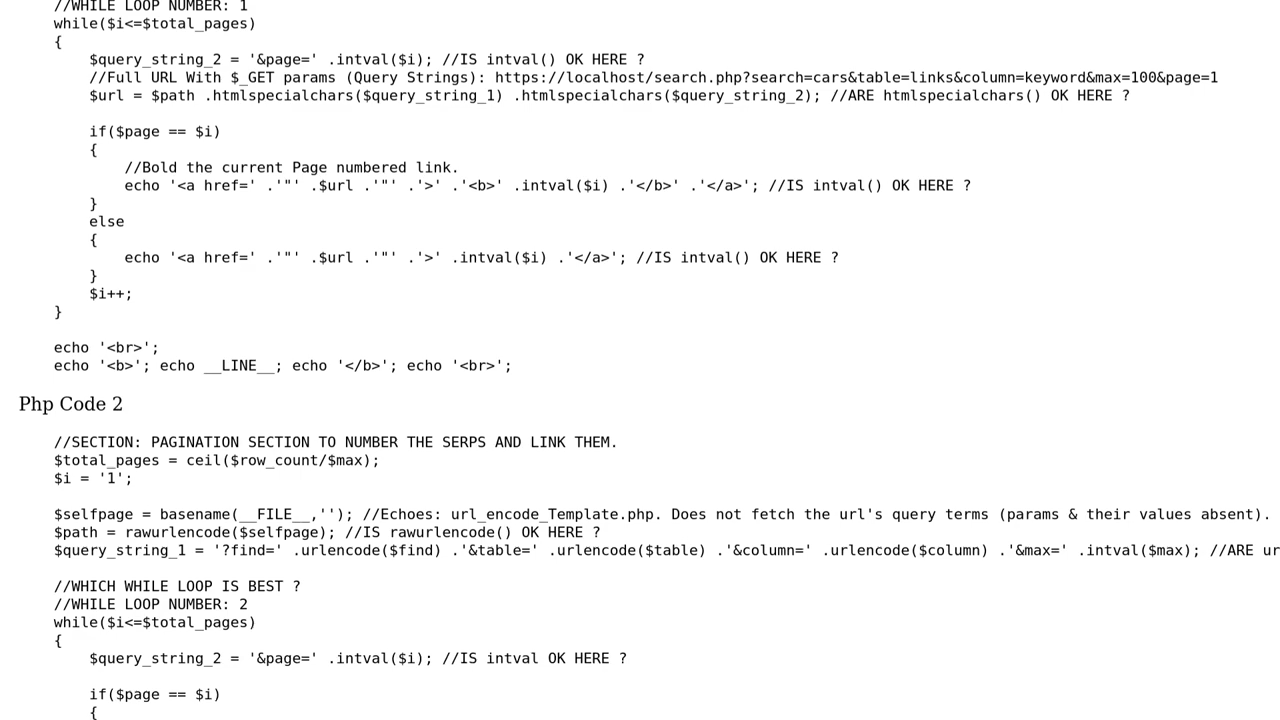 //WHILE LOOP NUMBER: 1
while($i<=$total_pages)
{
$query_string_2 = '&page=' .intval($i); //IS intval() OK HERE ?
//Full URL With $_GET params (Query Strings): https://localhost/search.php?search=cars&table=links&column=keyword&max=100&page=1
$url = $path .htmlspecialchars($query_string_1) .htmlspecialchars($query_string_2); //ARE htmlspecialchars() OK HERE ?
if($page == $i)
{
//Bold the current Page numbered link.
echo '<a href=' .'"' .$url .'"' .'>' .'<b>' .intval($i) .'</b>' .'</a>'; //IS intval() OK HERE ?
}
else
{
echo '<a href=' .'"' .$url .'"' .'>' .intval($i) .'</a>'; //IS intval() OK HERE ?
}
$i++;
}
echo '<br>';
echo '<b>'; echo __LINE__; echo '</b>'; echo '<br>';
Php Code 2
//SECTION: PAGINATION SECTION TO NUMBER THE SERPS AND LINK THEM.
$total_pages = ceil($row_count/$max);
$i = '1';
$selfpage = basename(__FILE__,''); //Echoes: url_encode_Template.php. Does not fetch the url's query terms (params & their values absent).
$path = rawurlencode($selfpage); //IS rawurlencode() OK HERE ?
$query_string_1 = '?find=' .urlencode($find) .'&table=' .urlencode($table) .'&column=' .urlencode($column) .'&max=' .intval($max); //ARE ur
//WHICH WHILE LOOP IS BEST ?
//WHILE LOOP NUMBER: 2
while($i<=$total_pages)
{
$query_string_2 = '&page=' .intval($i); //IS intval OK HERE ?
if($page == $i)
{